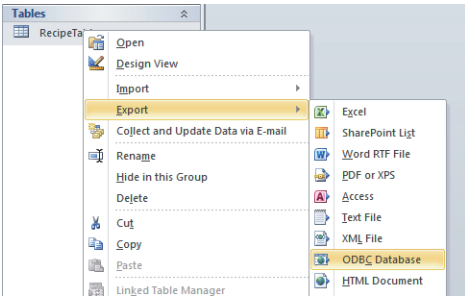 Tables
RecipeTa
Open
Design View
Import
Export
Collect and Update Data via E-mail
Rename
Hide in this Group
Delete
Cut
Copy
Paste
Linked Table Manager
Excel
SharePoint List
Word RTF File
PDF or XPS
Access
Text File
XML File
ODBC Database
HTML Document